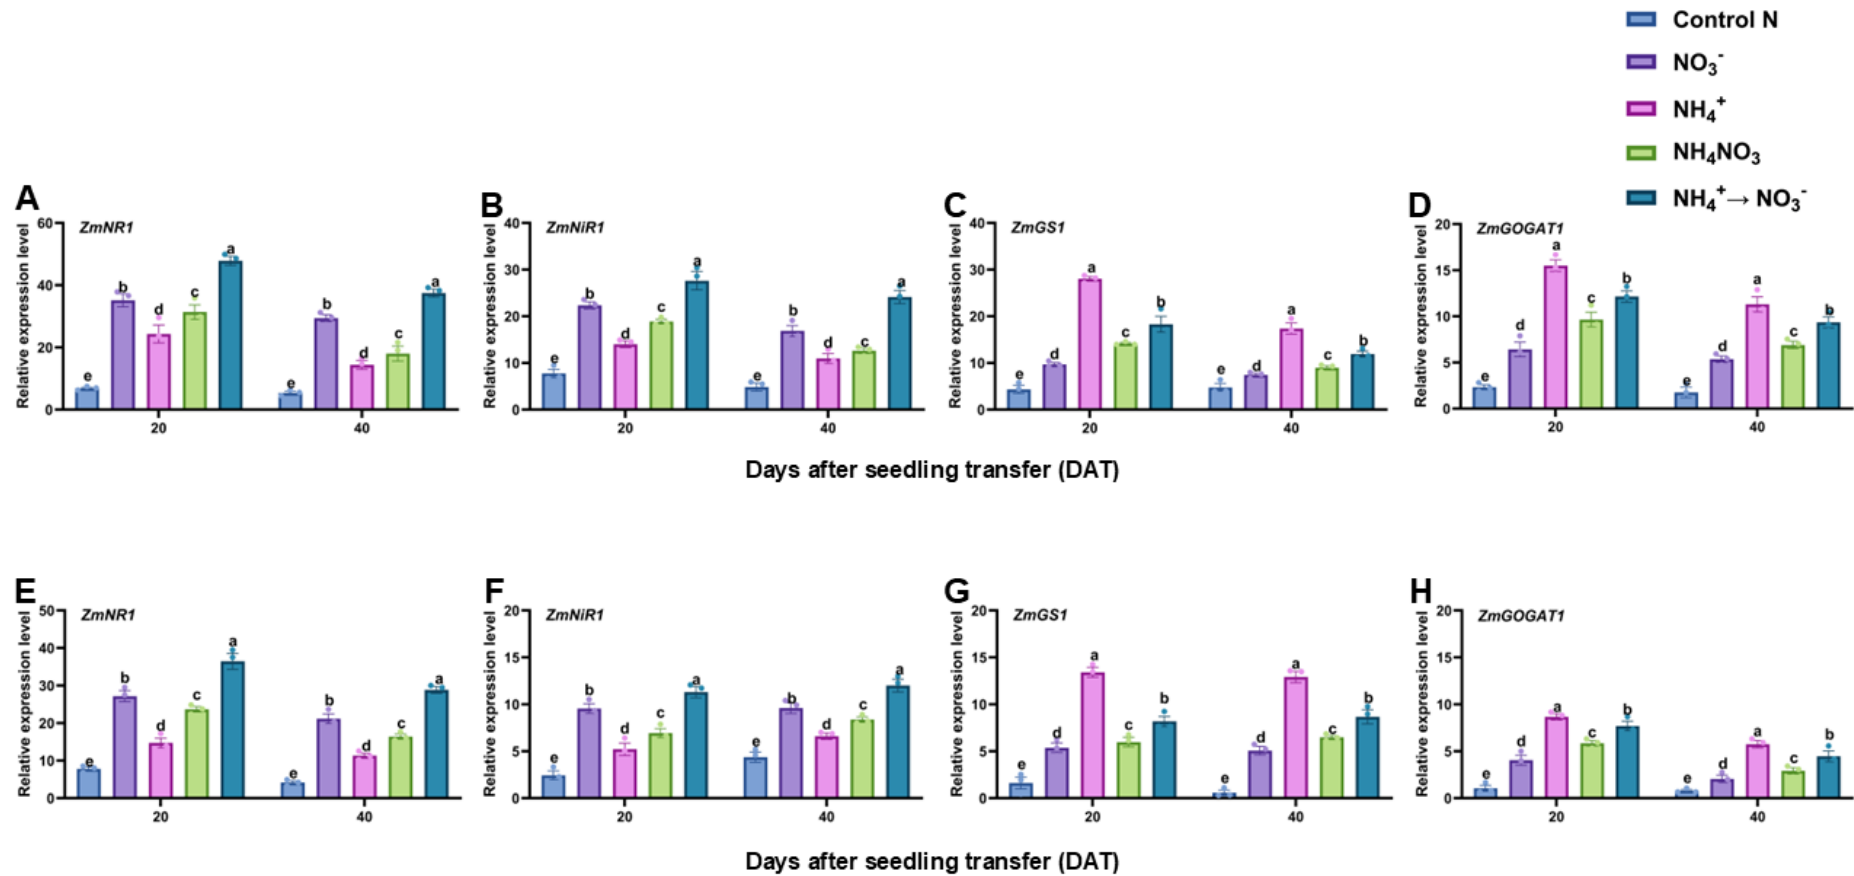 Control N
NO₃⁻
NH₄⁺
NH₄NO₃
NH₄⁺→ NO₃⁻
A
Relative expression level
60
40
20
0
ZmNR1
e b d c a
e b d c a
20 40
B
Relative expression level
40
30
20
10
0
ZmNiR1
e b d c a
e b d c a
20 40
C
Relative expression level
40
30
20
10
0
ZmGS1
e d a c b
e d a c b
20 40
D
Relative expression level
20
15
10
5
0
ZmGOGAT1
e d a c b
e d a c b
20 40
Days after seedling transfer (DAT)
E
Relative expression level
50
40
30
20
10
0
ZmNR1
e b d c a
e b d c a
20 40
F
Relative expression level
20
15
10
5
0
ZmNiR1
e b d c a
e b d c a
20 40
G
Relative expression level
20
15
10
5
0
ZmGS1
e d a c b
e d a c b
20 40
H
Relative expression level
20
15
10
5
0
ZmGOGAT1
e d a c b
e d a c b
20 40
Days after seedling transfer (DAT)